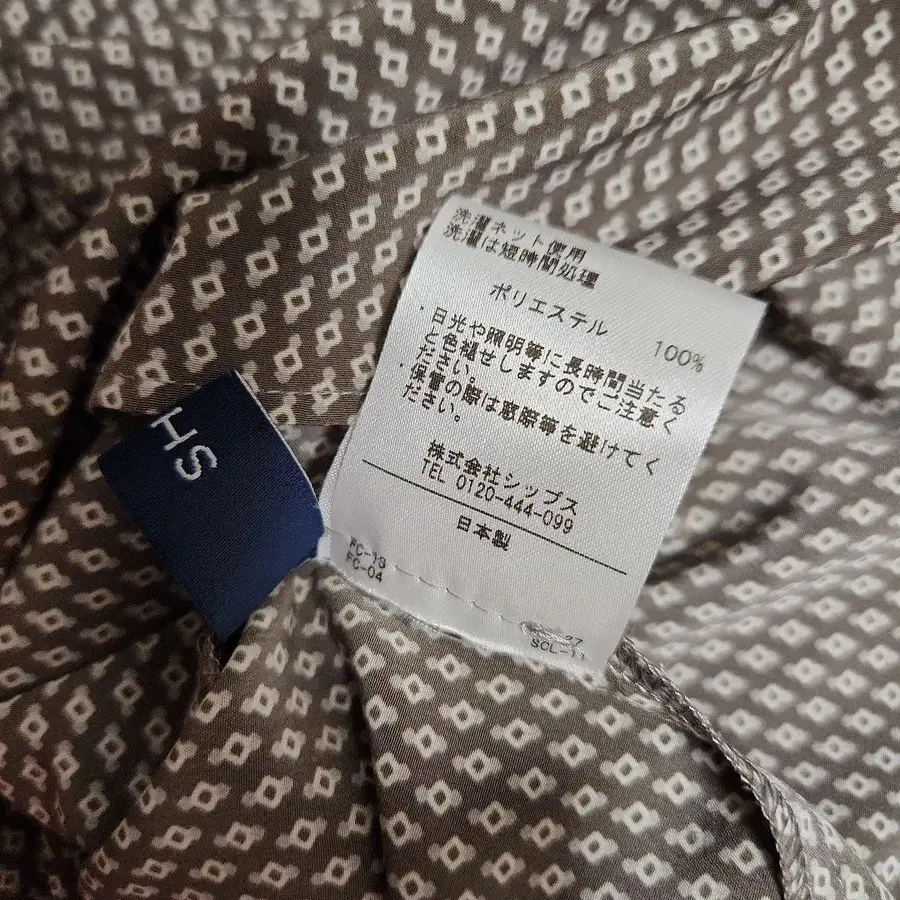 洗濯ネット使用
洗濯は短時間処理
ポリエステル 100%
・日光や照明等に長時間当たる
と色褪せしますのでご注意く
ださい。
・保管の際は窓際等を避けてく
ださい。
株式会社シップス
TEL 0120-444-099
日本製
FC-13
FC-04
SCL-11
SH